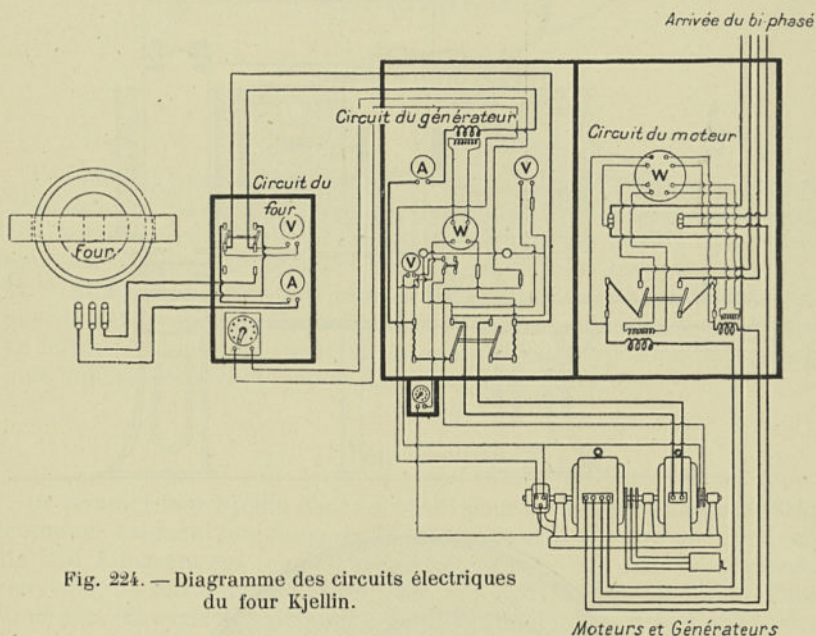 Arrivée du bi phasé
Circuit du générateur
Circuit du moteur
A
V
W
W
Circuit du
four
V
Four
V
A
Fig. 224. — Diagramme des circuits électriques
du four Kjellin.
Moteurs et Générateurs